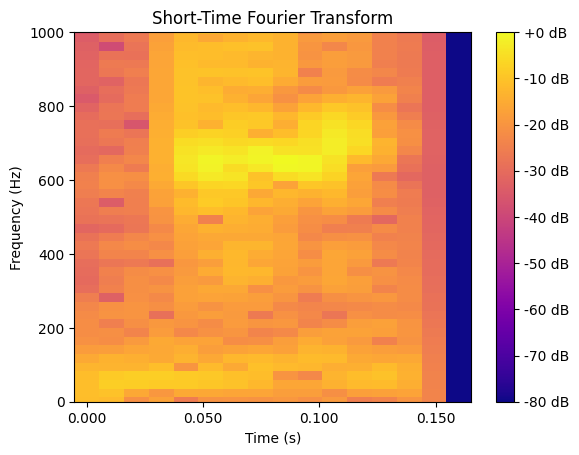 Short-Time Fourier Transform
1000
800
600
400
200
0
Frequency (Hz)
0.000
0.050
0.100
0.150
Time (s)
+0 dB
-10 dB
-20 dB
-30 dB
-40 dB
-50 dB
-60 dB
-70 dB
-80 dB